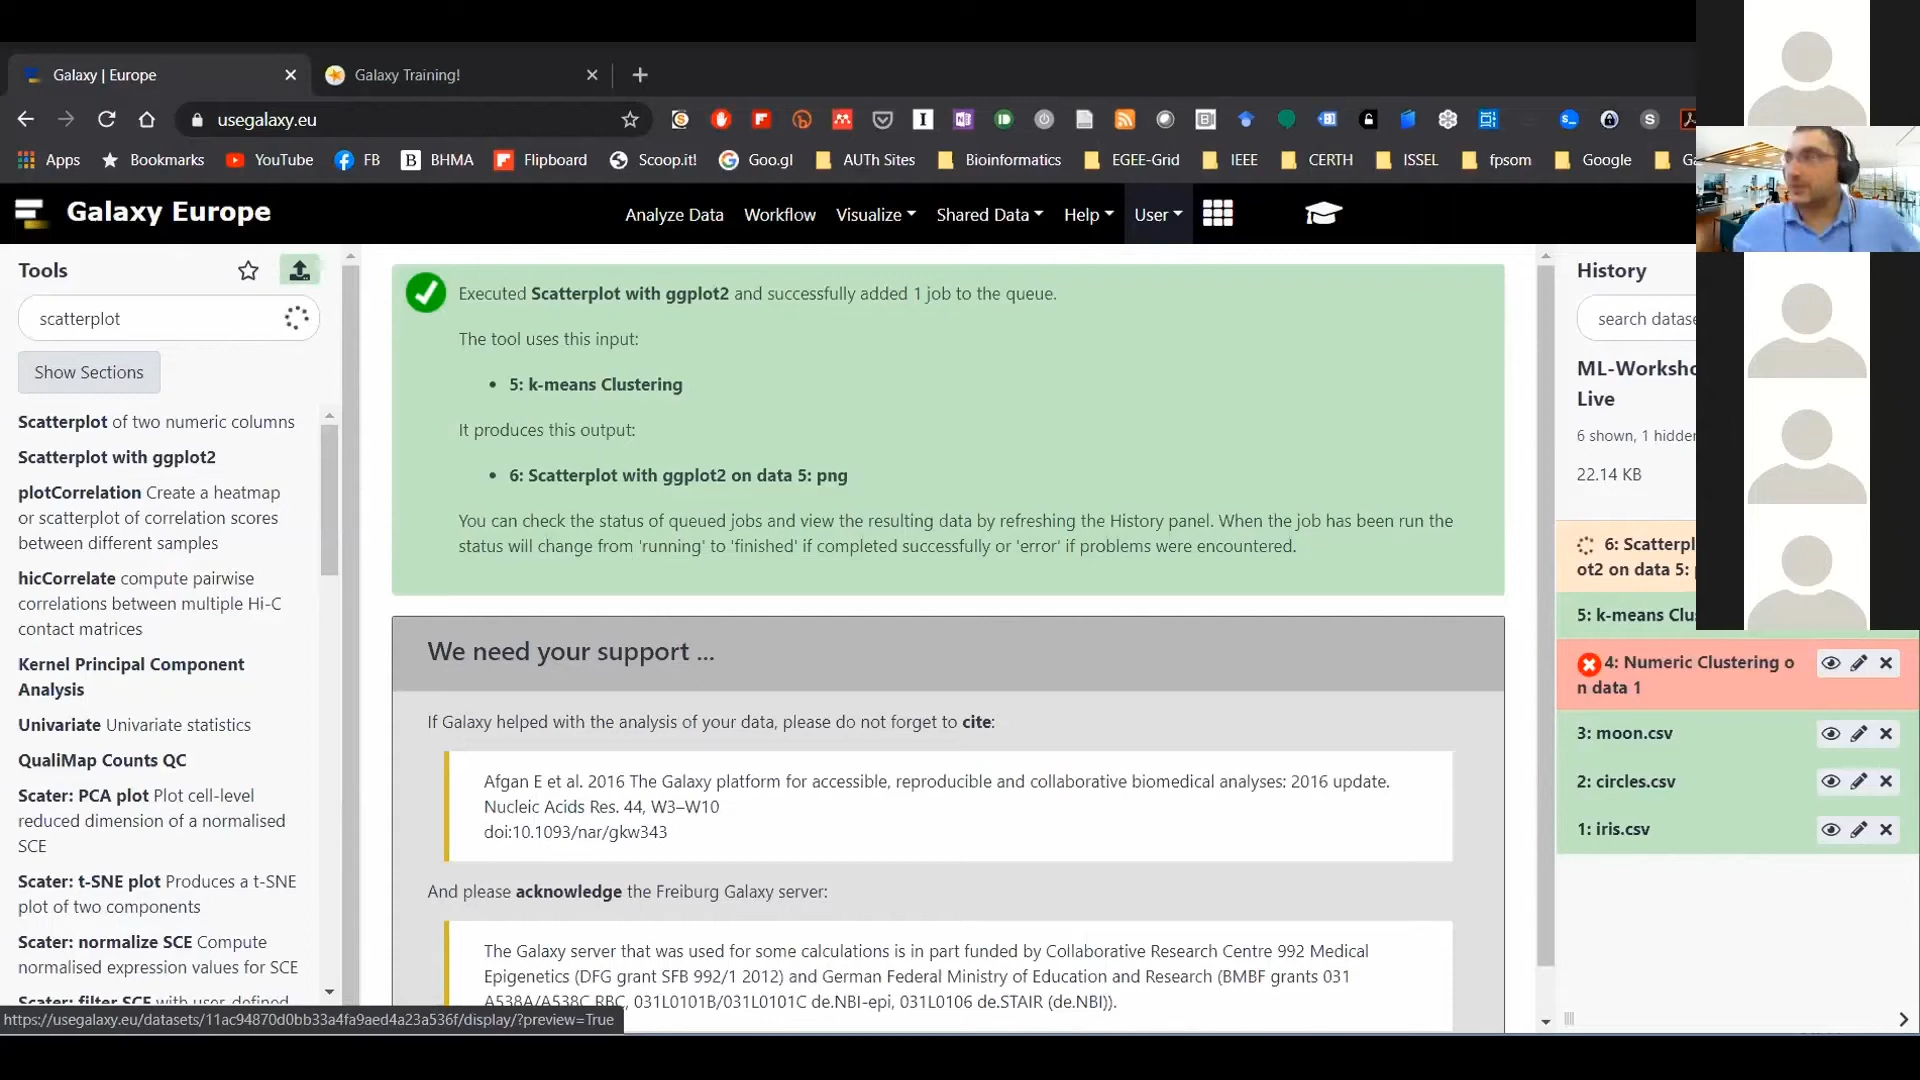 Galaxy | Europe
Galaxy Training!
usegalaxy.eu
Apps
Bookmarks
YouTube
FB
BHMA
Flipboard
Scoop.it!
Goo.gl
AUTh Sites
Bioinformatics
EGEE-Grid
IEEE
CERTH
ISSEL
fpsom
Google
Galaxy Europe
Analyze Data
Workflow
Visualize
Shared Data
Help
User
Tools
scatterplot
Show Sections
Scatterplot of two numeric columns
Scatterplot with ggplot2
plotCorrelation Create a heatmap
or scatterplot of correlation scores
between different samples
hicCorrelate compute pairwise
correlations between multiple Hi-C
contact matrices
Kernel Principal Component
Analysis
Univariate Univariate statistics
QualiMap Counts QC
Scater: PCA plot Plot cell-level
reduced dimension of a normalised
SCE
Scater: t-SNE plot Produces a t-SNE
plot of two components
Scater: normalize SCE Compute
normalised expression values for SCE
Scater: filter SCE with user-defined
https://usegalaxy.eu/datasets/11ac94870d0bb33a4fa9aed4a23a536f/display/?preview=True
Executed Scatterplot with ggplot2 and successfully added 1 job to the queue.
The tool uses this input:
• 5: k-means Clustering
It produces this output:
• 6: Scatterplot with ggplot2 on data 5: png
You can check the status of queued jobs and view the resulting data by refreshing the History panel. When the job has been run the
status will change from 'running' to 'finished' if completed successfully or 'error' if problems were encountered.
We need your support ...
If Galaxy helped with the analysis of your data, please do not forget to cite:
Afgan E et al. 2016 The Galaxy platform for accessible, reproducible and collaborative biomedical analyses: 2016 update.
Nucleic Acids Res. 44, W3–W10
doi:10.1093/nar/gkw343
And please acknowledge the Freiburg Galaxy server:
The Galaxy server that was used for some calculations is in part funded by Collaborative Research Centre 992 Medical
Epigenetics (DFG grant SFB 992/1 2012) and German Federal Ministry of Education and Research (BMBF grants 031
A538A/A538C RBC, 031L0101B/031L0101C de.NBI-epi, 031L0106 de.STAIR (de.NBI)).
History
search datase
ML-Worksho
Live
6 shown, 1 hidden
22.14 KB
6: Scatterpl
ot2 on data 5:
5: k-means Clu
4: Numeric Clustering o
n data 1
3: moon.csv
2: circles.csv
1: iris.csv